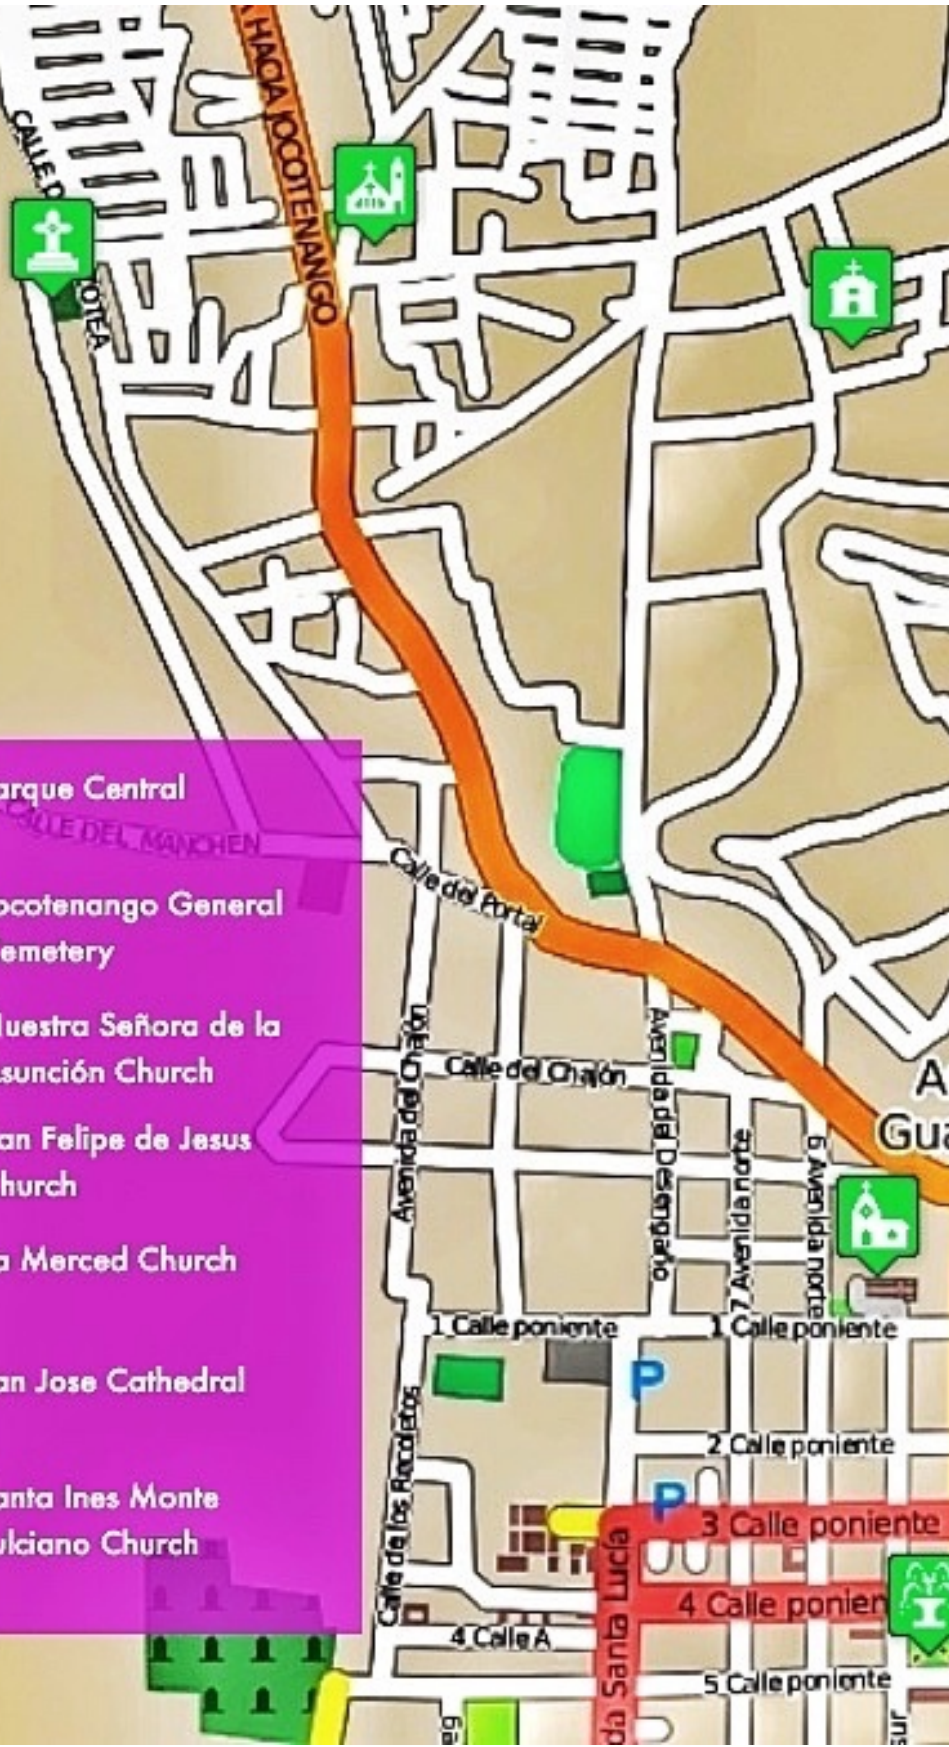 A HACIA JOCOTENANGO
CALLE D
OTEA
arque Central
CALLE DEL MANCHEN
ocotenango General
emetery
uestra Señora de la
sunción Church
an Felipe de Jesus
hurch
a Merced Church
an Jose Cathedral
anta Ines Monte
ulciano Church
Calle del Portal
Avenida del Chajón
Calle del Chajón
Avenida del Desengaño
7 Avenida norte
6 Avenida norte
A
Gua
1 Calle poniente
1 Calle poniente
P
2 Calle poniente
P
Calle de los Recoletos
3 Calle poniente
4 Calle ponien
da Santa Lucía
4 Calle A
5 Calle poniente
eg
sur